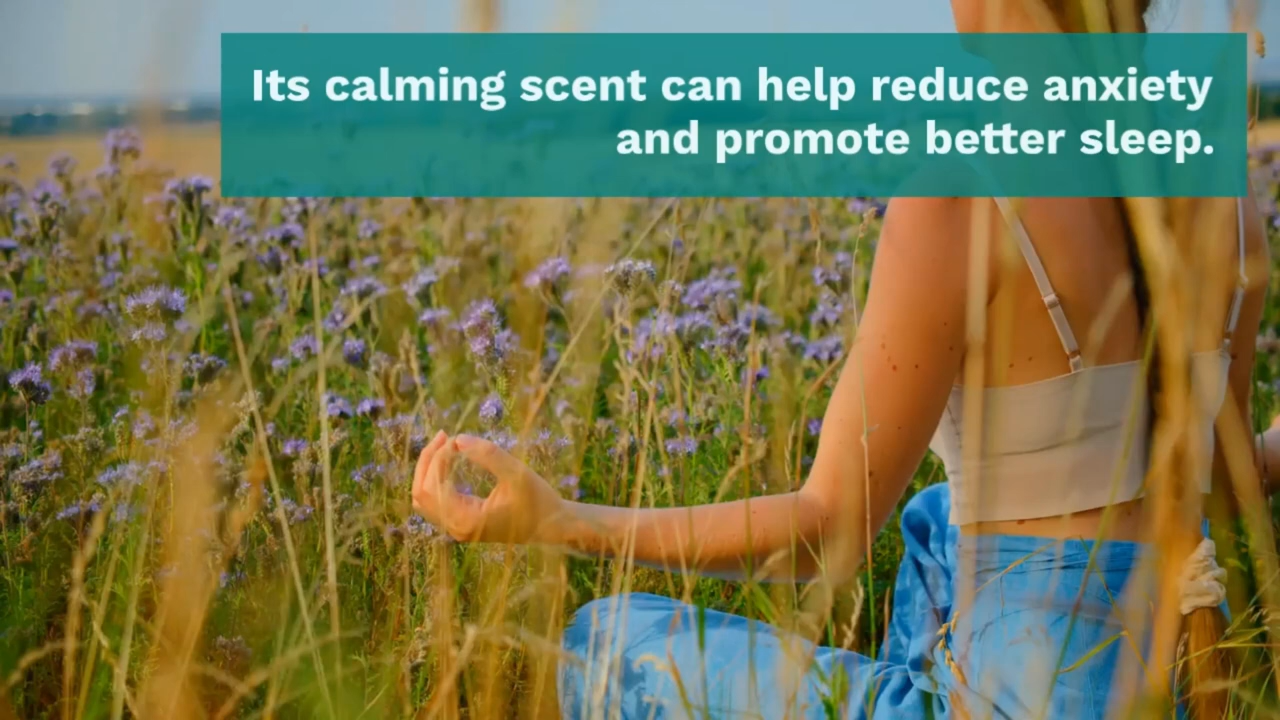 Its calming scent can help reduce anxiety
and promote better sleep.